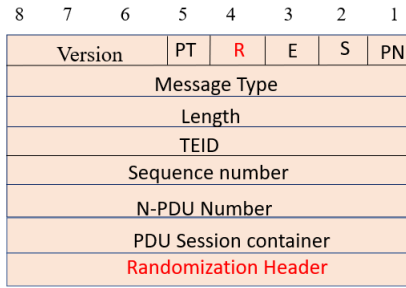 8 7 6 5 4 3 2 1
Version PT R E S PN
Message Type
Length
TEID
Sequence number
N-PDU Number
PDU Session container
Randomization Header